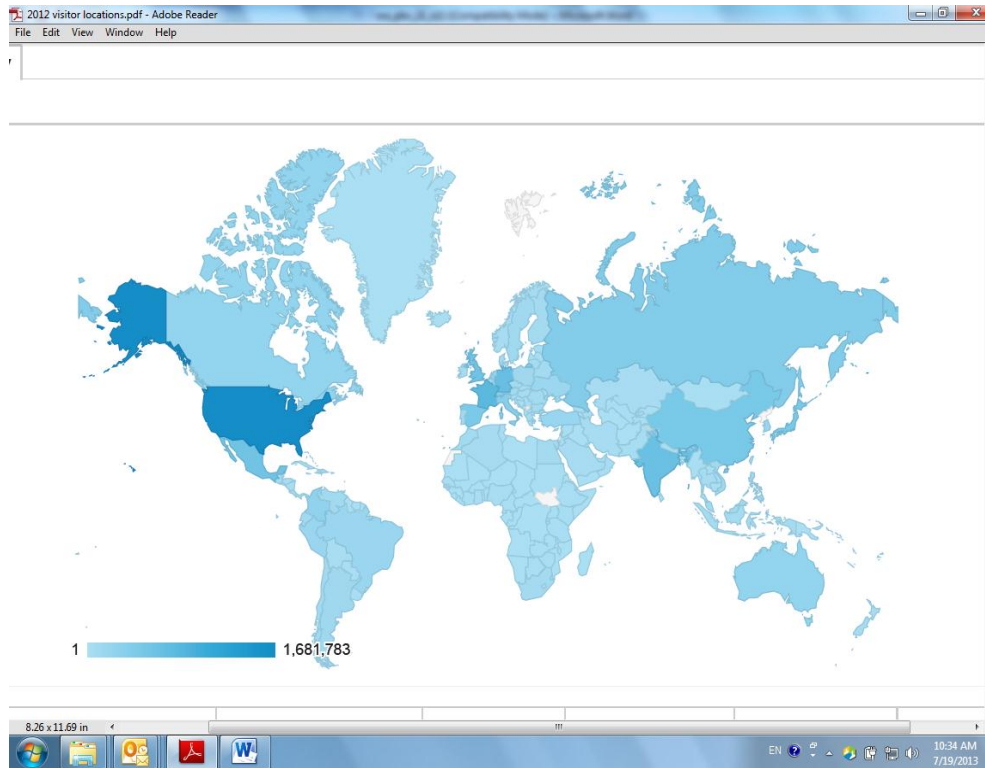 2012 visitor locations.pdf - Adobe Reader
File Edit View Window Help
1 1,681,783
8.26 x 11.69 in
EN
10:34 AM
7/19/2013